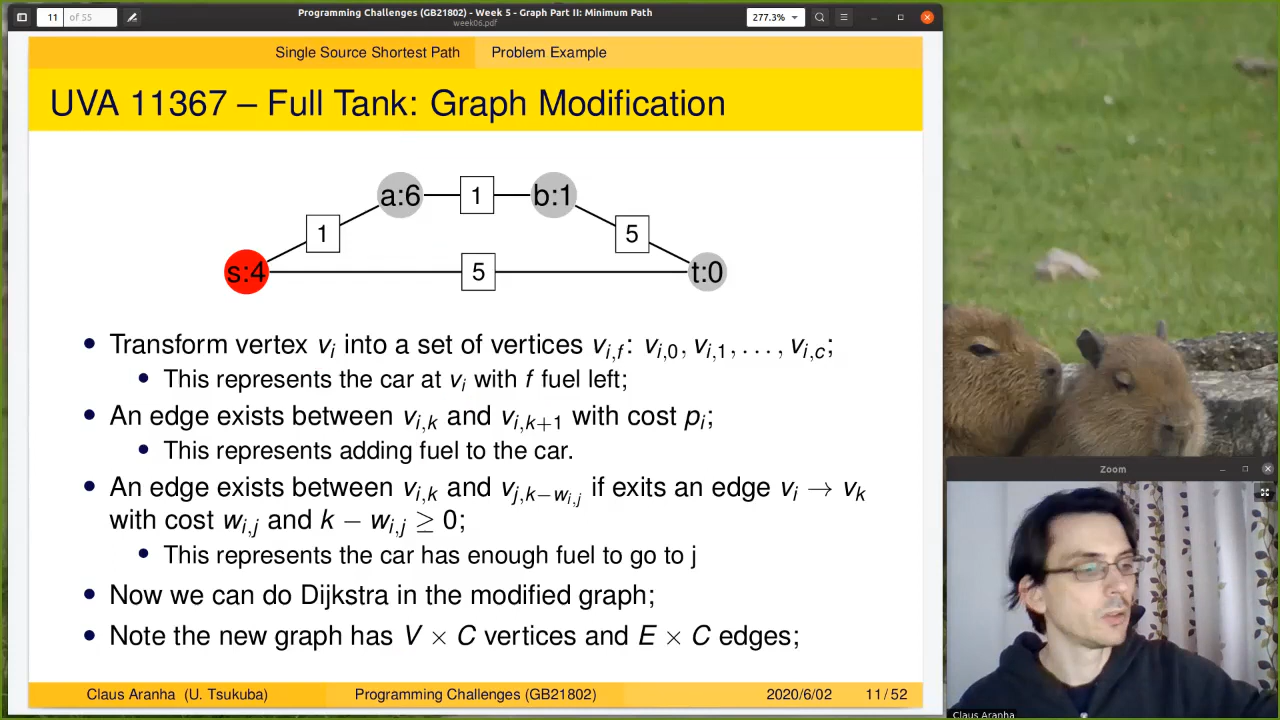 Programming Challenges (GB21802) - Week 5 - Graph Part II: Minimum Path
week06.pdf
11 of 55
277.3%
Single Source Shortest Path Problem Example
UVA 11367 – Full Tank: Graph Modification
a:6 1 b:1
1 5
s:4 5 t:0
• Transform vertex v_i into a set of vertices v_{i,f}: v_{i,0}, v_{i,1}, . . . , v_{i,c};
• This represents the car at v_i with f fuel left;
• An edge exists between v_{i,k} and v_{i,k+1} with cost p_i;
• This represents adding fuel to the car.
• An edge exists between v_{i,k} and v_{j,k−w_{i,j}} if exits an edge v_i → v_k
with cost w_{i,j} and k − w_{i,j} ≥ 0;
• This represents the car has enough fuel to go to j
• Now we can do Dijkstra in the modified graph;
• Note the new graph has V × C vertices and E × C edges;
Claus Aranha (U. Tsukuba) Programming Challenges (GB21802) 2020/6/02 11/52
Zoom
Claus Aranha